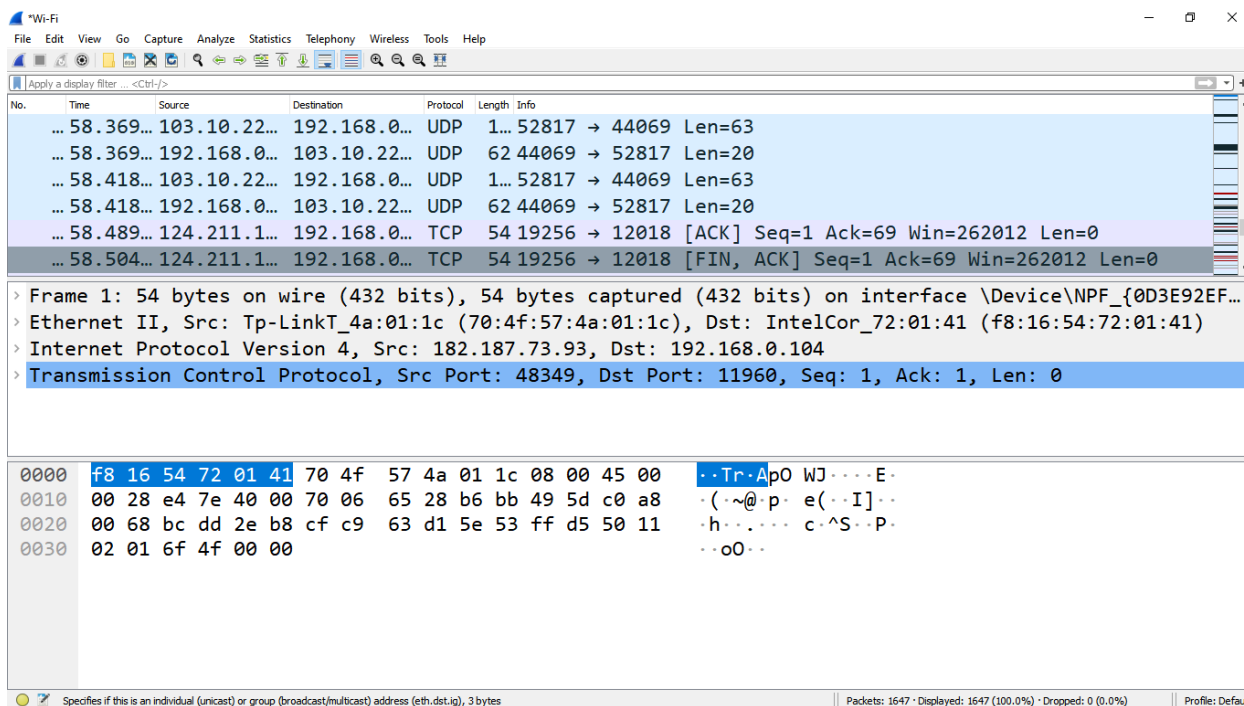 *Wi-Fi
File Edit View Go Capture Analyze Statistics Telephony Wireless Tools Help
Apply a display filter ... <Ctrl-/>
No. Time Source Destination Protocol Length Info
... 58.369… 103.10.22… 192.168.0… UDP 1… 52817 → 44069 Len=63
... 58.369… 192.168.0… 103.10.22… UDP 62 44069 → 52817 Len=20
... 58.418… 103.10.22… 192.168.0… UDP 1… 52817 → 44069 Len=63
... 58.418… 192.168.0… 103.10.22… UDP 62 44069 → 52817 Len=20
... 58.489… 124.211.1… 192.168.0… TCP 54 19256 → 12018 [ACK] Seq=1 Ack=69 Win=262012 Len=0
... 58.504… 124.211.1… 192.168.0… TCP 54 19256 → 12018 [FIN, ACK] Seq=1 Ack=69 Win=262012 Len=0
Frame 1: 54 bytes on wire (432 bits), 54 bytes captured (432 bits) on interface \Device\NPF_{0D3E92EF…
Ethernet II, Src: Tp-LinkT_4a:01:1c (70:4f:57:4a:01:1c), Dst: IntelCor_72:01:41 (f8:16:54:72:01:41)
Internet Protocol Version 4, Src: 182.187.73.93, Dst: 192.168.0.104
Transmission Control Protocol, Src Port: 48349, Dst Port: 11960, Seq: 1, Ack: 1, Len: 0
0000 f8 16 54 72 01 41 70 4f 57 4a 01 1c 08 00 45 00 ··Tr·ApO WJ····E·
0010 00 28 e4 7e 40 00 70 06 65 28 b6 bb 49 5d c0 a8 ·(·~@·p· e(··I]··
0020 00 68 bc dd 2e b8 cf c9 63 d1 5e 53 ff d5 50 11 ·h··.··· c·^S··P·
0030 02 01 6f 4f 00 00 ··oO··
Specifies if this is an individual (unicast) or group (broadcast/multicast) address (eth.dst.ig), 3 bytes Packets: 1647 · Displayed: 1647 (100.0%) · Dropped: 0 (0.0%) Profile: Defau